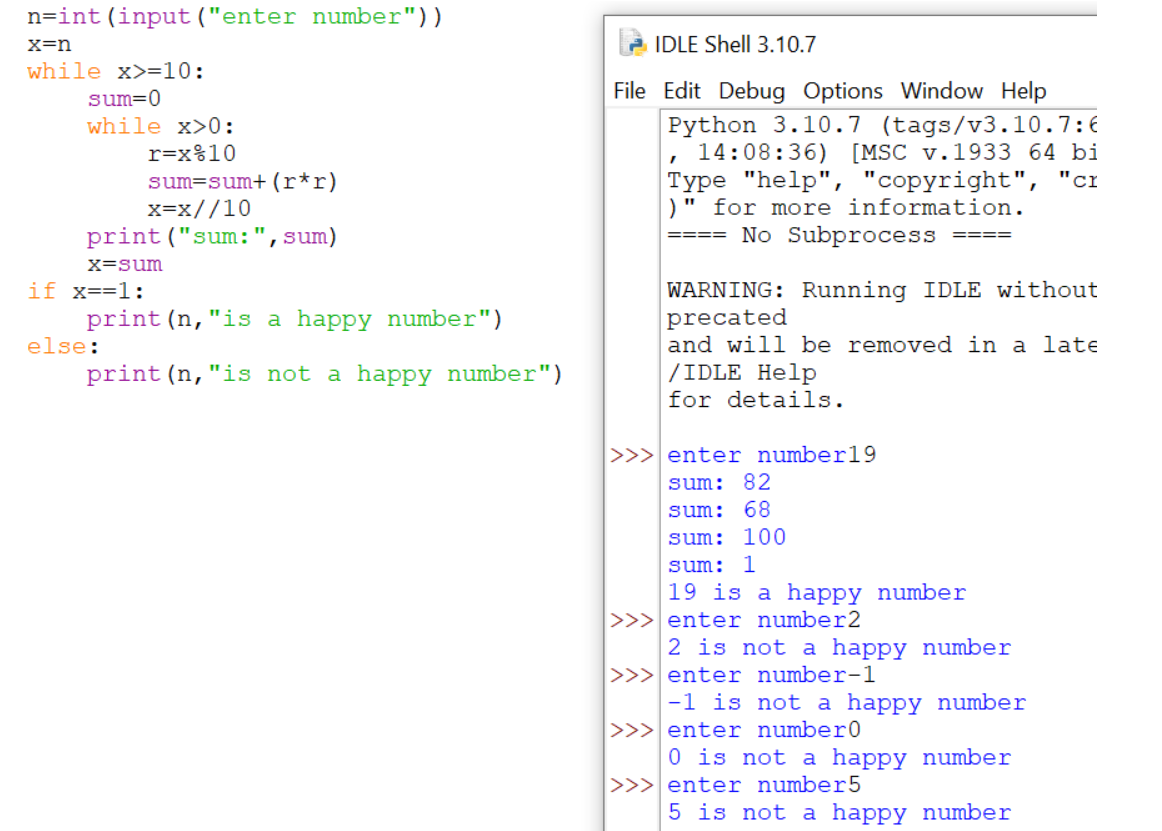 n=int(input("enter number"))
x=n
while x>=10:
    sum=0
    while x>0:
        r=x%10
        sum=sum+(r*r)
        x=x//10
    print("sum:",sum)
    x=sum
if x==1:
    print(n,"is a happy number")
else:
    print(n,"is not a happy number")
IDLE Shell 3.10.7
File Edit Debug Options Window Help
Python 3.10.7 (tags/v3.10.7:6
, 14:08:36) [MSC v.1933 64 bi
Type "help", "copyright", "cr
)" for more information.
==== No Subprocess ====
WARNING: Running IDLE without
precated
and will be removed in a late
/IDLE Help
for details.
>>> enter number19
sum: 82
sum: 68
sum: 100
sum: 1
19 is a happy number
>>> enter number2
2 is not a happy number
>>> enter number-1
-1 is not a happy number
>>> enter number0
0 is not a happy number
>>> enter number5
5 is not a happy number